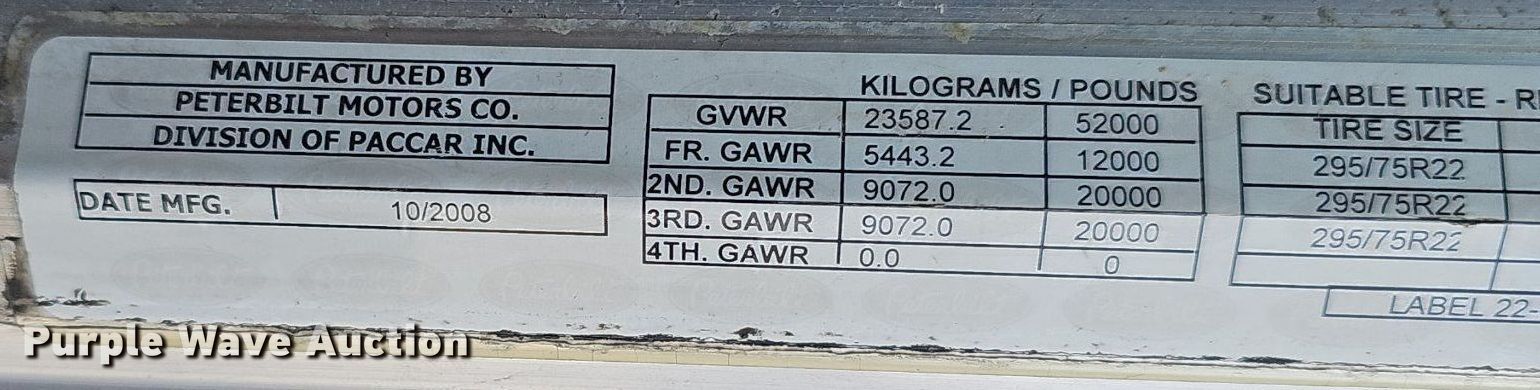 MANUFACTURED BY
PETERBILT MOTORS CO.
DIVISION OF PACCAR INC.
DATE MFG. 10/2008
KILOGRAMS / POUNDS
GVWR 23587.2 52000
FR. GAWR 5443.2 12000
2ND. GAWR 9072.0 20000
3RD. GAWR 9072.0 20000
4TH. GAWR 0.0 0
SUITABLE TIRE -
TIRE SIZE
295/75R22
295/75R22
295/75R22
LABEL 22-
Purple Wave Auction